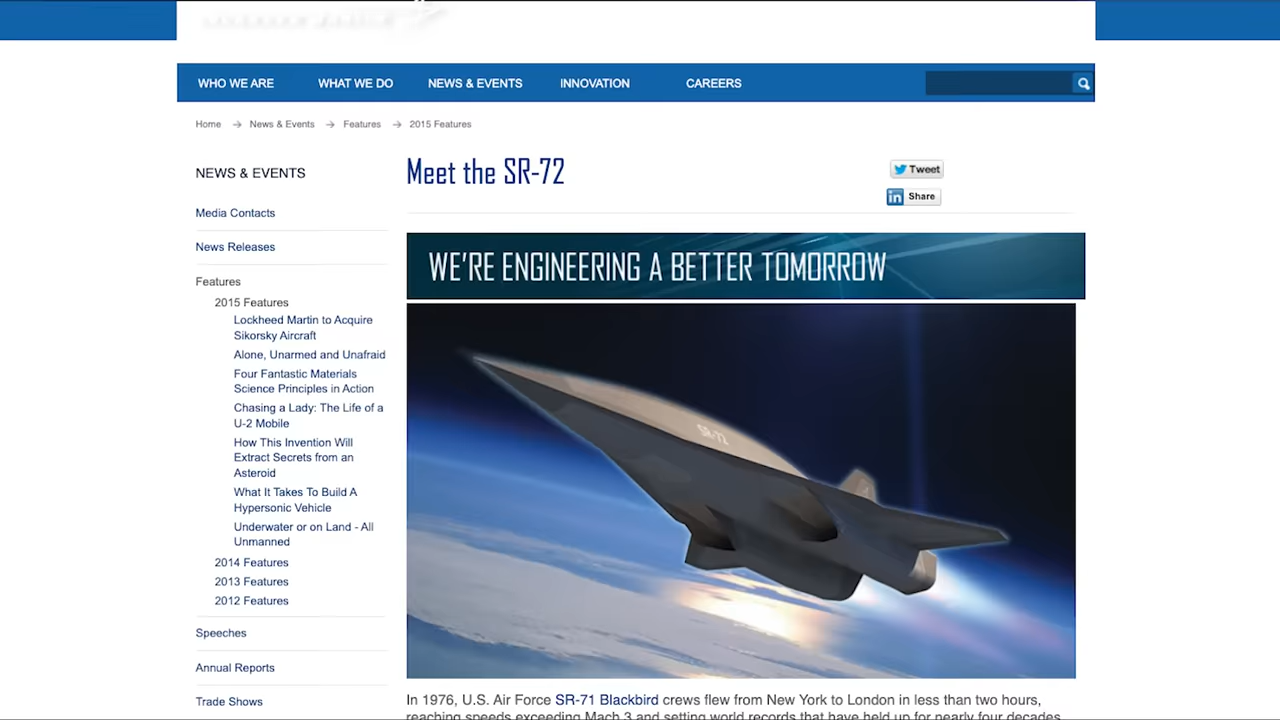 WHO WE ARE
WHAT WE DO
NEWS & EVENTS
INNOVATION
CAREERS
Home
News & Events
Features
2015 Features
NEWS & EVENTS
Media Contacts
News Releases
Features
2015 Features
Lockheed Martin to Acquire
Sikorsky Aircraft
Alone, Unarmed and Unafraid
Four Fantastic Materials
Science Principles in Action
Chasing a Lady: The Life of a
U-2 Mobile
How This Invention Will
Extract Secrets from an
Asteroid
What It Takes To Build A
Hypersonic Vehicle
Underwater or on Land - All
Unmanned
2014 Features
2013 Features
2012 Features
Speeches
Annual Reports
Trade Shows
Meet the SR-72
Tweet
in Share
WE'RE ENGINEERING A BETTER TOMORROW
SR-72
In 1976, U.S. Air Force SR-71 Blackbird crews flew from New York to London in less than two hours,
reaching speeds exceeding Mach 3 and setting world records that have held up for nearly four decades